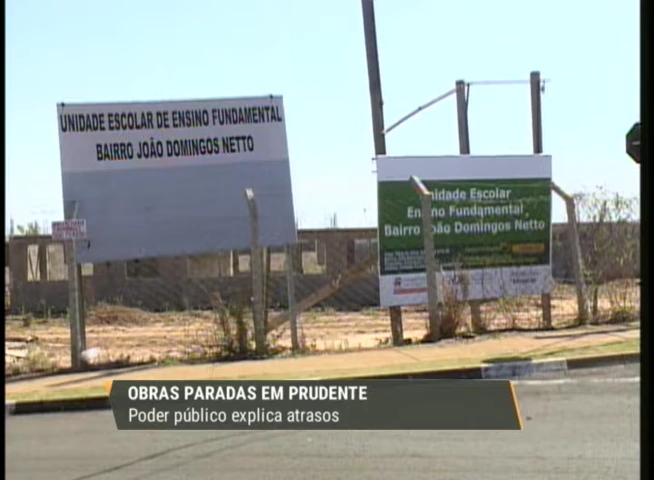 UNIDADE ESCOLAR DE ENSINO FUNDAMENTAL
BAIRRO JOÃO DOMINGOS NETTO
Unidade Escolar
Ensino Fundamental
Bairro João Domingos Netto
OBRAS PARADAS EM PRUDENTE
Poder público explica atrasos